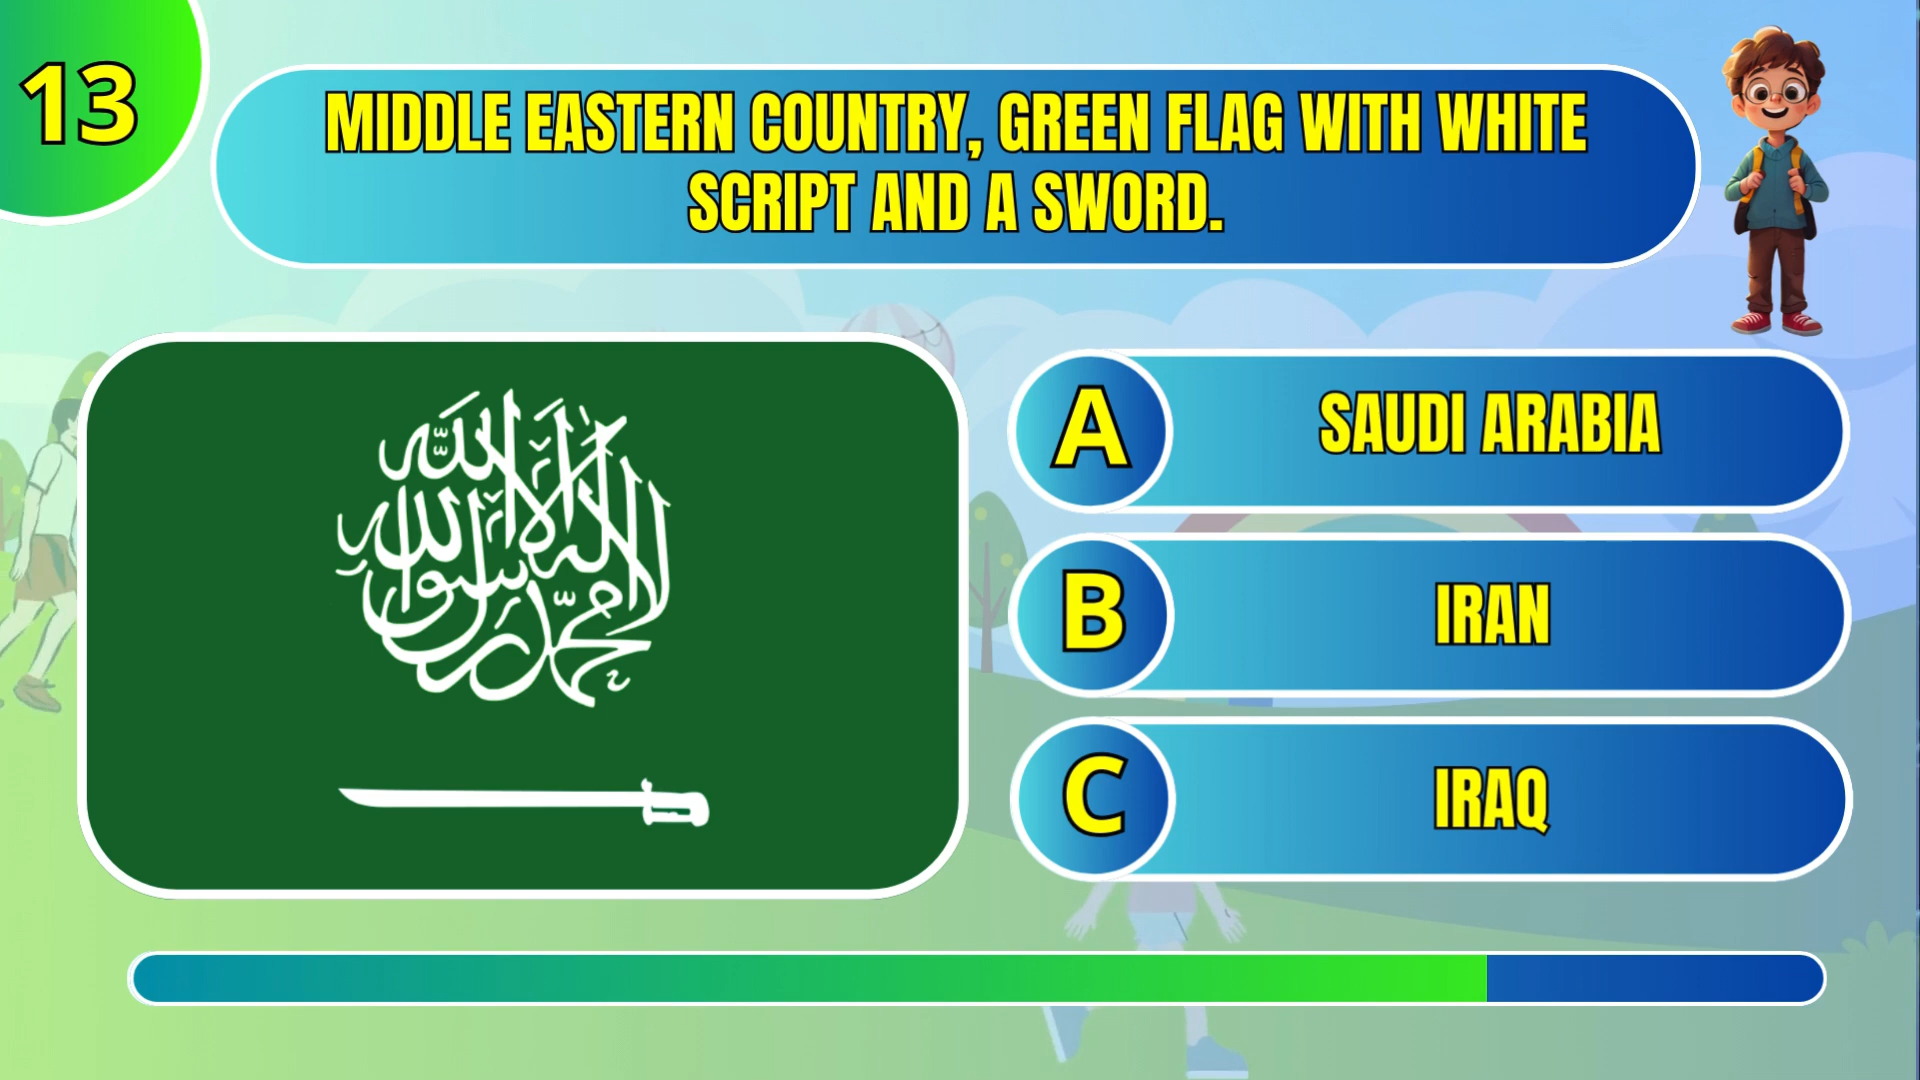 13
MIDDLE EASTERN COUNTRY, GREEN FLAG WITH WHITE
SCRIPT AND A SWORD.
لا إله إلا الله محمد رسول الله
A SAUDI ARABIA
B IRAN
C IRAQ